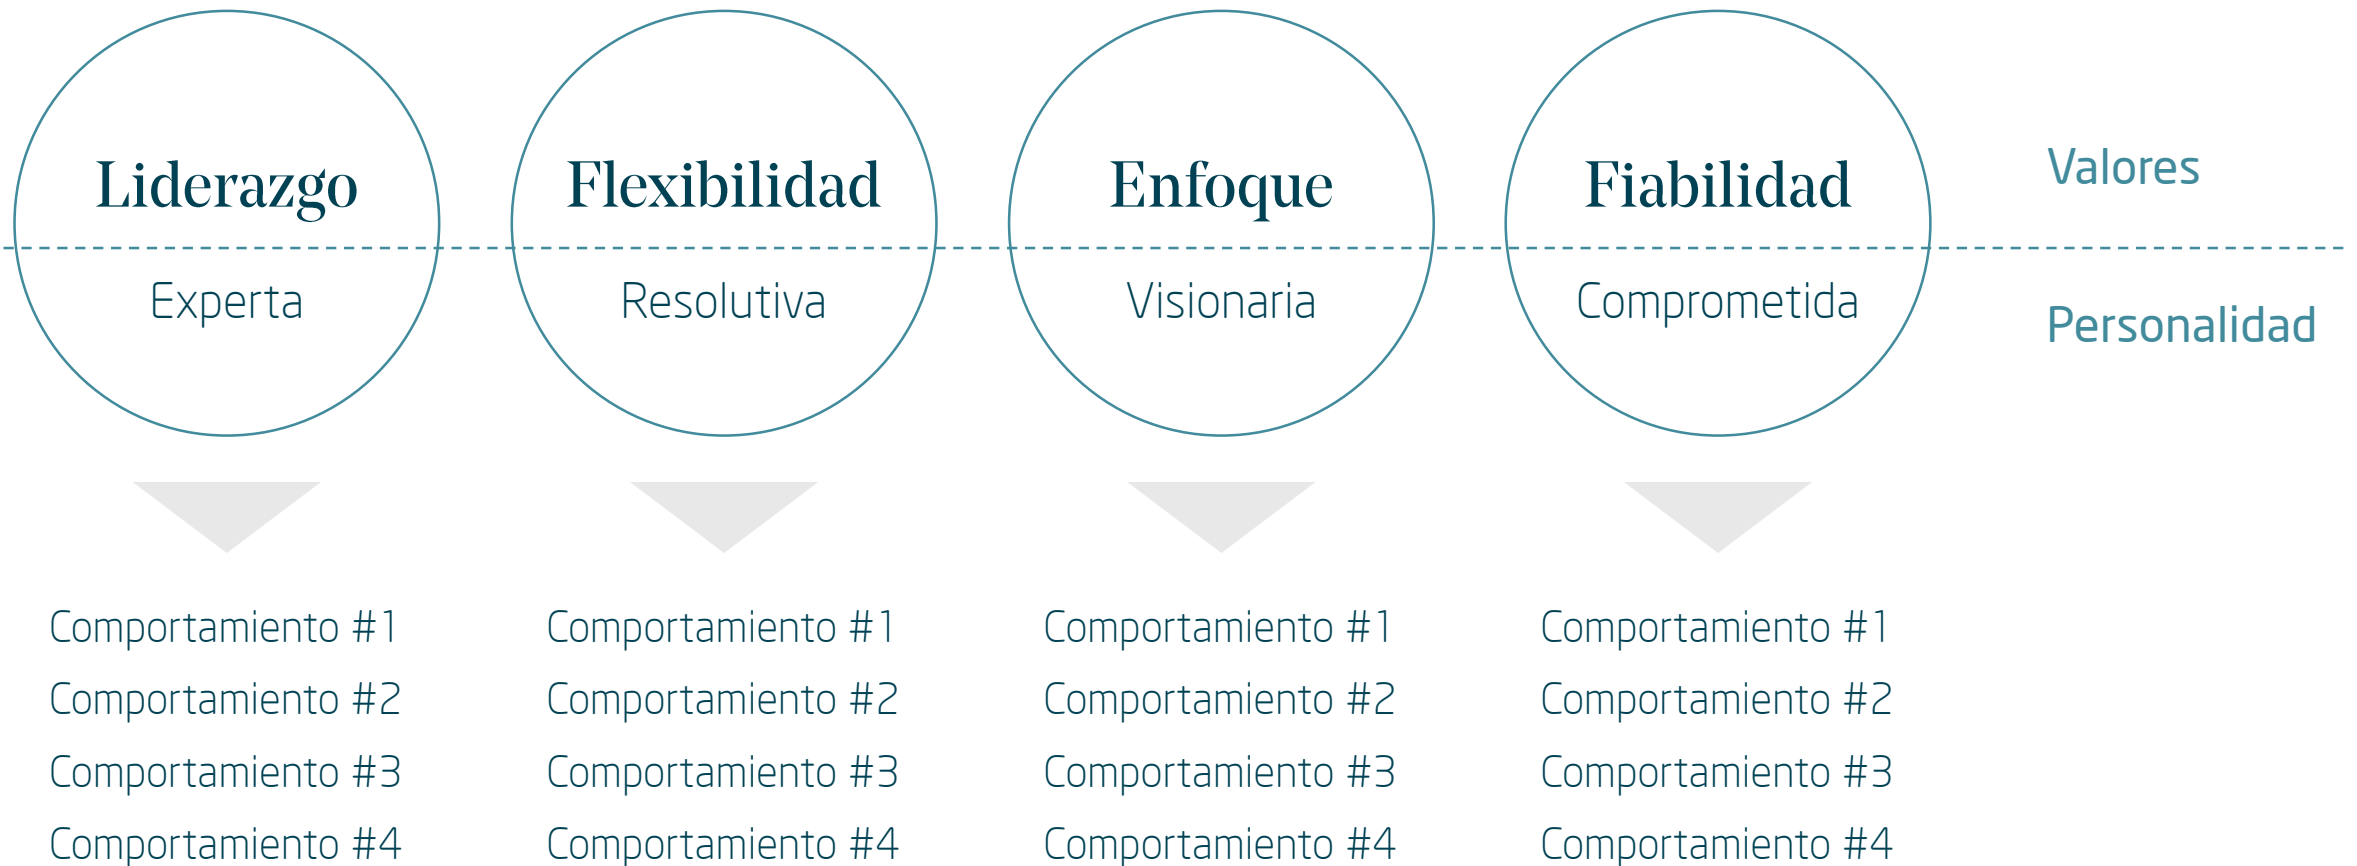 Liderazgo Flexibilidad Enfoque Fiabilidad Valores
Experta Resolutiva Visionaria Comprometida Personalidad
Comportamiento #1 Comportamiento #1 Comportamiento #1 Comportamiento #1
Comportamiento #2 Comportamiento #2 Comportamiento #2 Comportamiento #2
Comportamiento #3 Comportamiento #3 Comportamiento #3 Comportamiento #3
Comportamiento #4 Comportamiento #4 Comportamiento #4 Comportamiento #4